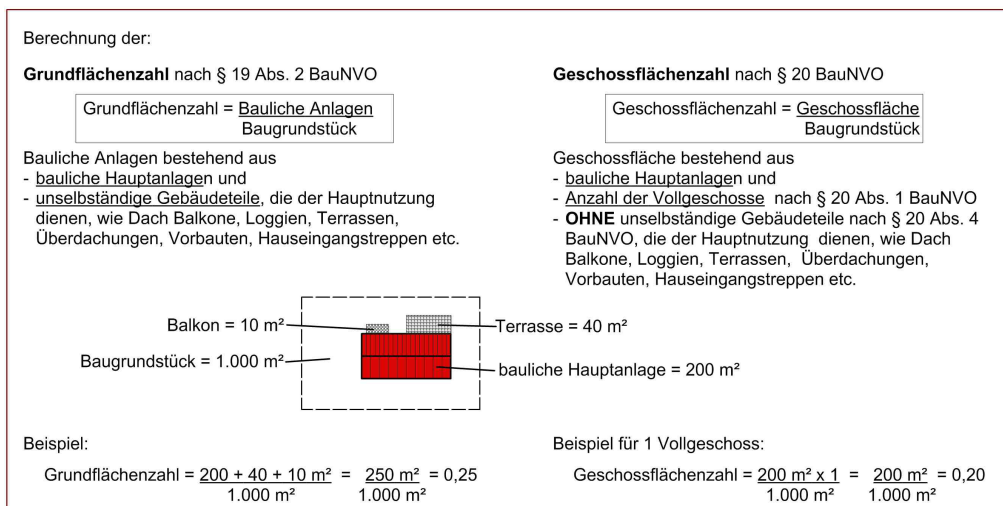 Berechnung der:
Grundflächenzahl nach § 19 Abs. 2 BauNVO
Grundflächenzahl = Bauliche Anlagen
Baugrundstück
Bauliche Anlagen bestehend aus
- bauliche Hauptanlagen und
- unselbständige Gebäudeteile, die der Hauptnutzung
dienen, wie Dach Balkone, Loggien, Terrassen,
Überdachungen, Vorbauten, Hauseingangstreppen etc.
Geschossflächenzahl nach § 20 BauNVO
Geschossflächenzahl = Geschossfläche
Baugrundstück
Geschossfläche bestehend aus
- bauliche Hauptanlagen und
- Anzahl der Vollgeschosse nach § 20 Abs. 1 BauNVO
- OHNE unselbständige Gebäudeteile nach § 20 Abs. 4
BauNVO, die der Hauptnutzung dienen, wie Dach
Balkone, Loggien, Terrassen, Überdachungen,
Vorbauten, Hauseingangstreppen etc.
Balkon = 10 m²
Terrasse = 40 m²
Baugrundstück = 1.000 m²
bauliche Hauptanlage = 200 m²
Beispiel:
Grundflächenzahl = 200 + 40 + 10 m² = 250 m² = 0,25
1.000 m² 1.000 m²
Beispiel für 1 Vollgeschoss:
Geschossflächenzahl = 200 m² x 1 = 200 m² = 0,20
1.000 m² 1.000 m²